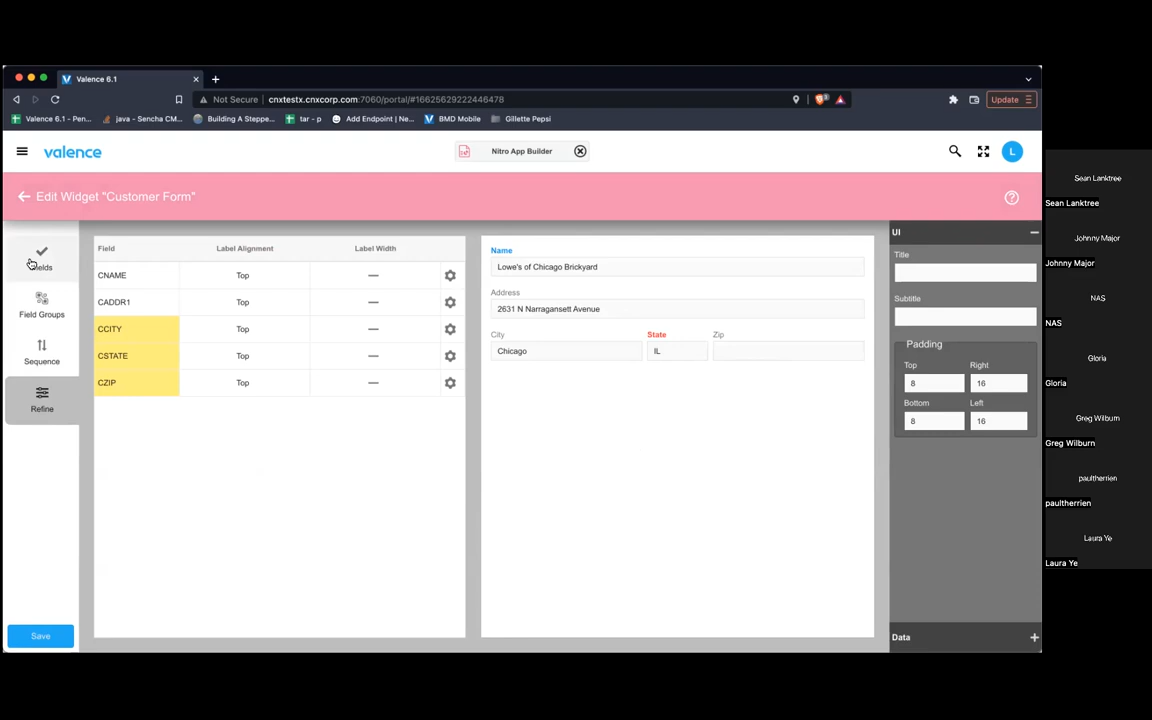 Valence 6.1
Not Secure cnxtestx.cnxcorp.com:7060/portal/#16625629222446478
Update
Valence 6.1 - Pen...
java - Sencha CM...
Building A Steppe...
tar - p
Add Endpoint | Ne...
BMD Mobile
Gillette Pepsi
valence
Nitro App Builder
L
Edit Widget "Customer Form"
Fields
Field Groups
Sequence
Refine
Save
Field Label Alignment Label Width
CNAME Top —
CADDR1 Top —
CCITY Top —
CSTATE Top —
CZIP Top —
Name
Lowe's of Chicago Brickyard
Address
2631 N Narragansett Avenue
City State Zip
Chicago IL
UI
Title
Subtitle
Padding
Top Right
8 16
Bottom Left
8 16
Data
Sean Lanktree
Sean Lanktree
Johnny Major
Johnny Major
NAS
NAS
Gloria
Gloria
Greg Wilburn
Greg Wilburn
paultherrien
paultherrien
Laura Ye
Laura Ye